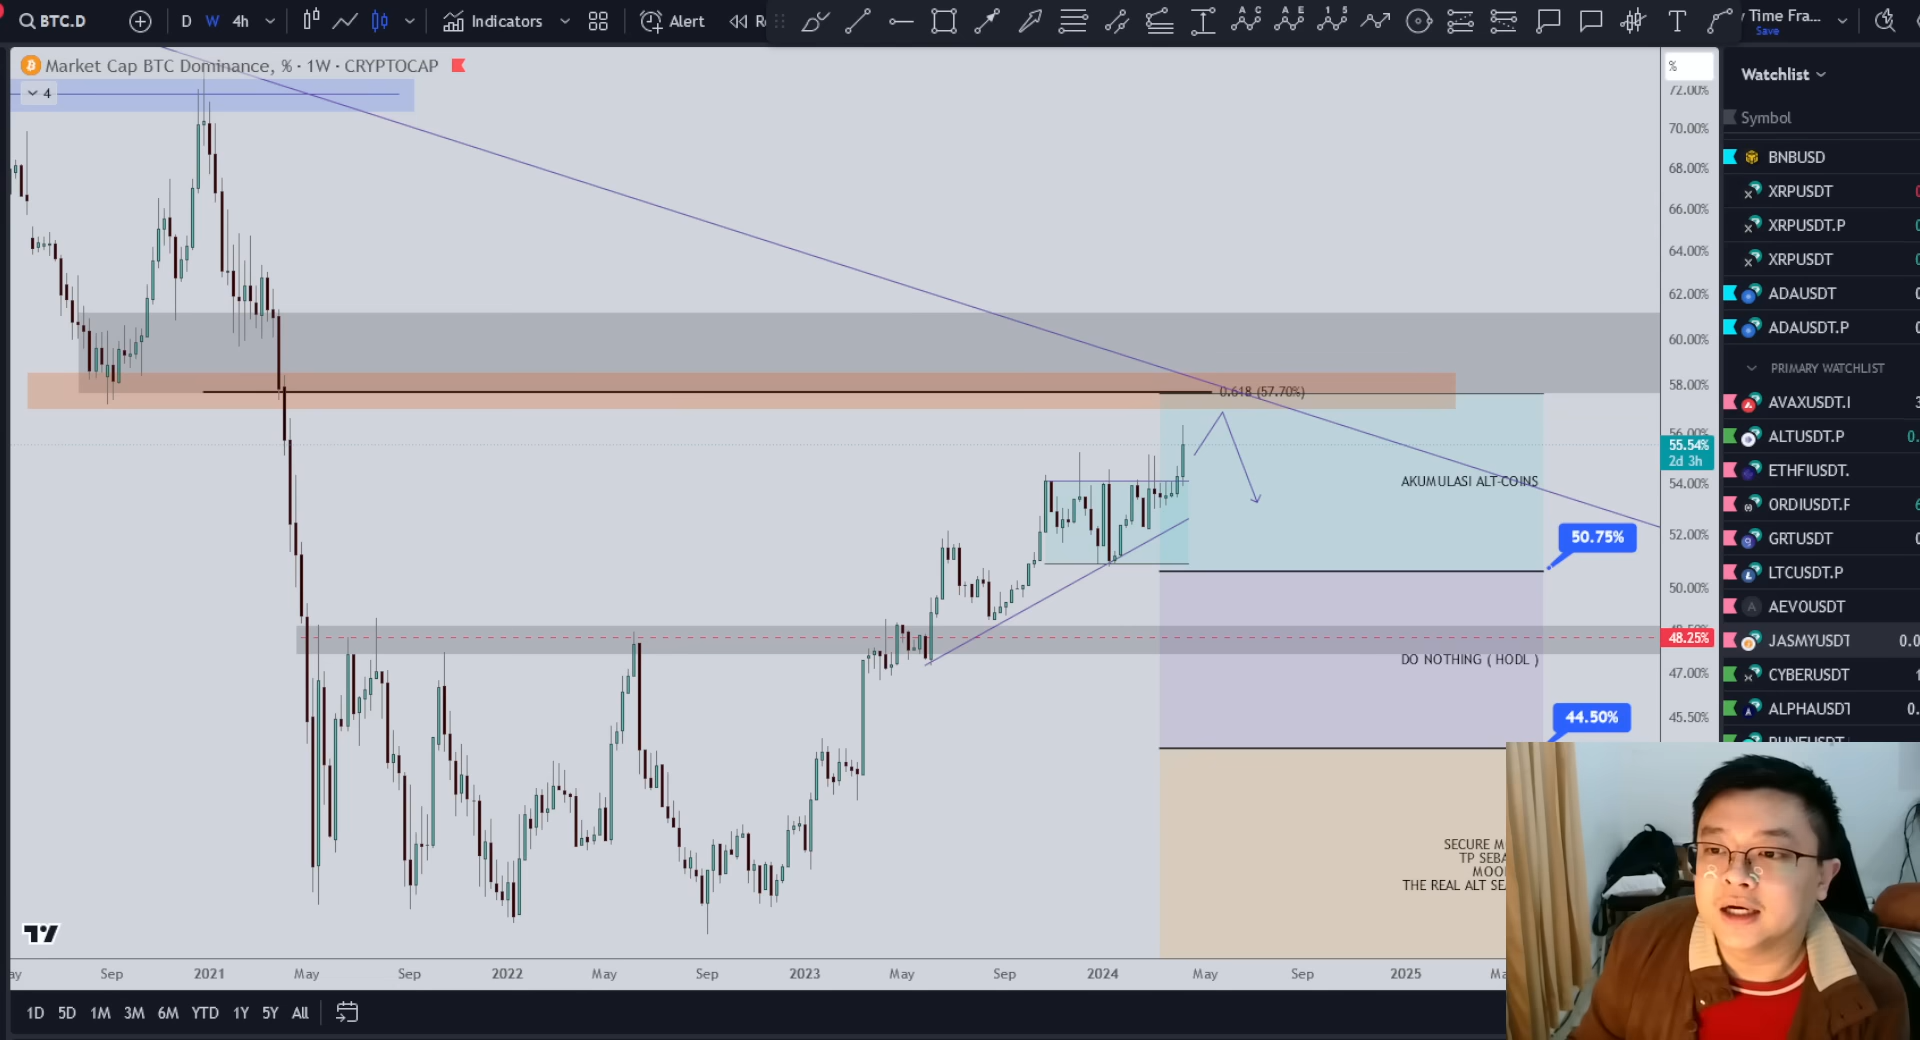 BTC.D
D W 4h
Indicators
Alert
Time Fra...
Save
Market Cap BTC Dominance, % · 1W · CRYPTOCAP
4
%
72.00%
70.00%
68.00%
66.00%
64.00%
62.00%
60.00%
58.00%
56.00%
55.54%
2d 3h
54.00%
52.00%
50.00%
48.25%
47.00%
45.50%
0.618 (57.70%)
AKUMULASI ALT-COINS
50.75%
DO NOTHING ( HODL )
44.50%
SECURE M
TP SEBA
MOO
THE REAL ALT SE
Sep 2021 May Sep 2022 May Sep 2023 May Sep 2024 May Sep 2025
1D 5D 1M 3M 6M YTD 1Y 5Y All
Watchlist
Symbol
BNBUSD
XRPUSDT
XRPUSDT.P
XRPUSDT
ADAUSDT
ADAUSDT.P
PRIMARY WATCHLIST
AVAXUSDT.
ALTUSDT.P
ETHFIUSDT.
ORDIUSDT.
GRTUSDT
LTCUSDT.P
AEVOUSDT
JASMYUSDT
CYBERUSDT
ALPHAUSDT